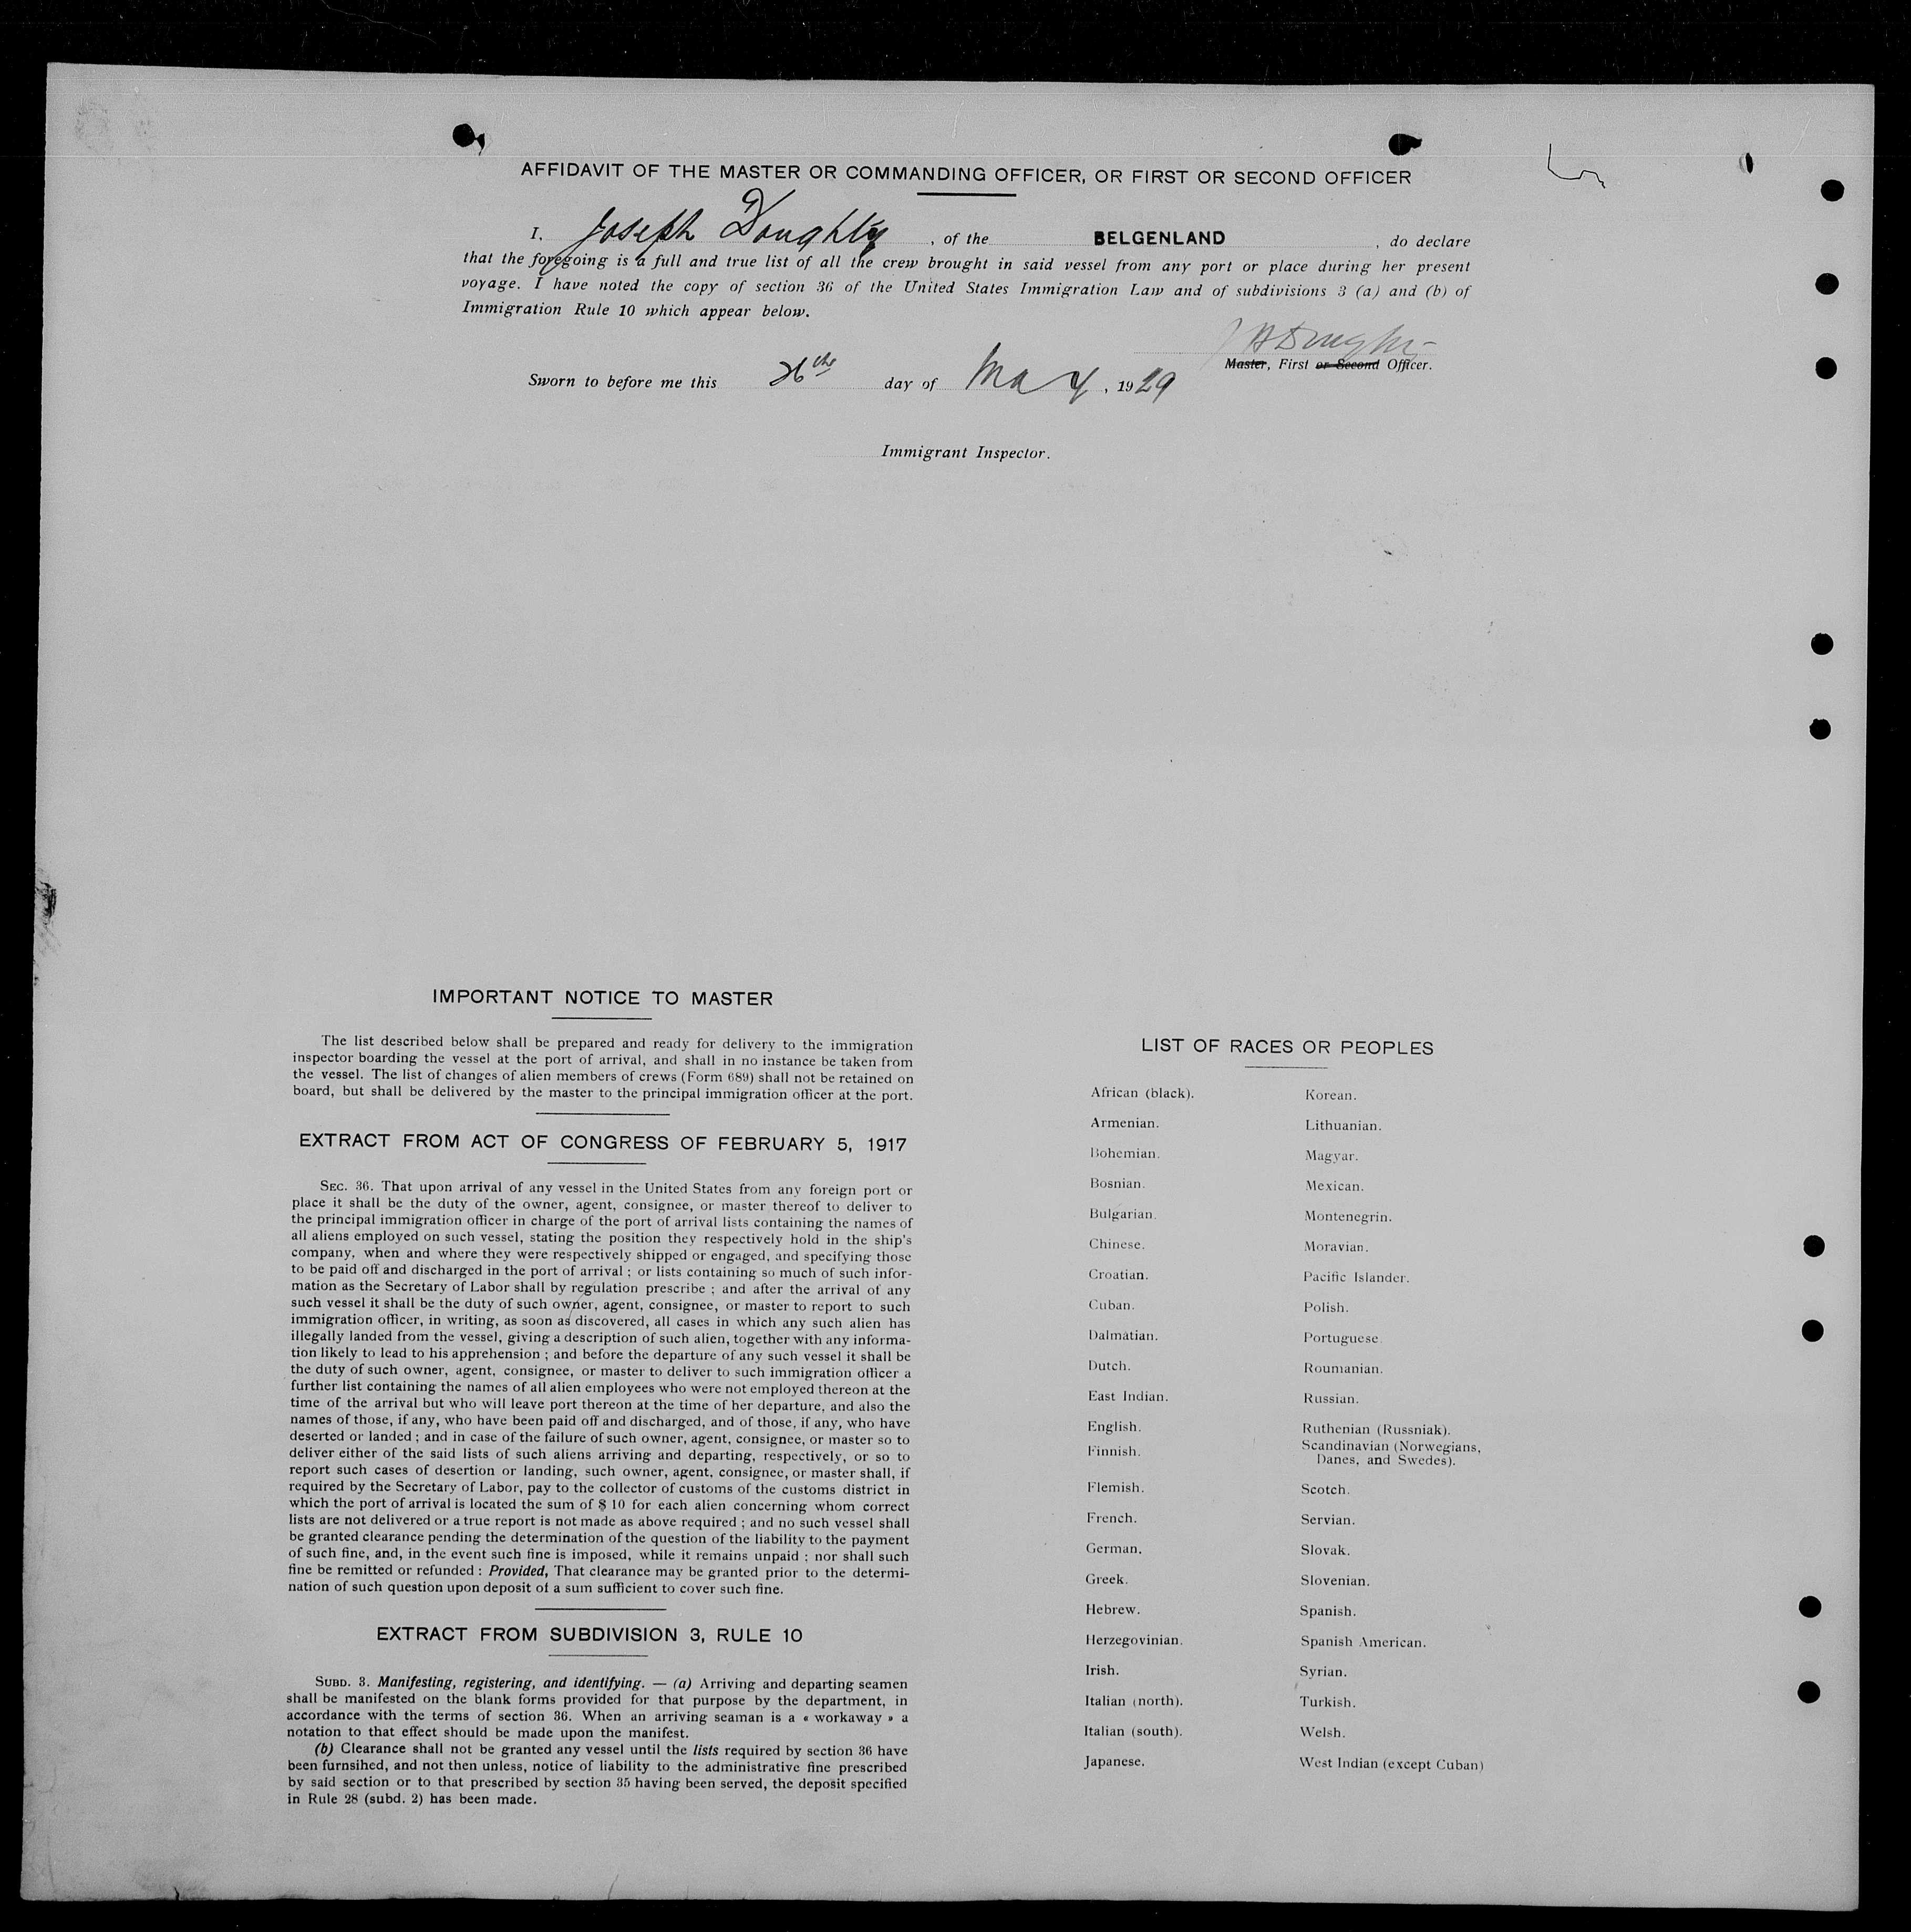 AFFIDAVIT OF THE MASTER OR COMMANDING OFFICER, OR FIRST OR SECOND OFFICER
I, Joseph Doughty, of the BELGENLAND, do declare
that the foregoing is a full and true list of all the crew brought in said vessel from any port or place during her present
voyage. I have noted the copy of section 36 of the United States Immigration Law and of subdivisions 3 (a) and (b) of
Immigration Rule 10 which appear below.
Master, First or Second Officer.
Sworn to before me this 26th day of May, 1929
Immigrant Inspector.
IMPORTANT NOTICE TO MASTER
The list described below shall be prepared and ready for delivery to the immigration
inspector boarding the vessel at the port of arrival, and shall in no instance be taken from
the vessel. The list of changes of alien members of crews (Form 689) shall not be retained on
board, but shall be delivered by the master to the principal immigration officer at the port.
EXTRACT FROM ACT OF CONGRESS OF FEBRUARY 5, 1917
SEC. 36. That upon arrival of any vessel in the United States from any foreign port or
place it shall be the duty of the owner, agent, consignee, or master thereof to deliver to
the principal immigration officer in charge of the port of arrival lists containing the names of
all aliens employed on such vessel, stating the position they respectively hold in the ship's
company, when and where they were respectively shipped or engaged, and specifying those
to be paid off and discharged in the port of arrival ; or lists containing so much of such infor-
mation as the Secretary of Labor shall by regulation prescribe ; and after the arrival of any
such vessel it shall be the duty of such owner, agent, consignee, or master to report to such
immigration officer, in writing, as soon as discovered, all cases in which any such alien has
illegally landed from the vessel, giving a description of such alien, together with any informa-
tion likely to lead to his apprehension ; and before the departure of any such vessel it shall be
the duty of such owner, agent, consignee, or master to deliver to such immigration officer a
further list containing the names of all alien employees who were not employed thereon at the
time of the arrival but who will leave port thereon at the time of her departure, and also the
names of those, if any, who have been paid off and discharged, and of those, if any, who have
deserted or landed ; and in case of the failure of such owner, agent, consignee, or master so to
deliver either of the said lists of such aliens arriving and departing, respectively, or so to
report such cases of desertion or landing, such owner, agent, consignee, or master shall, if
required by the Secretary of Labor, pay to the collector of customs of the customs district in
which the port of arrival is located the sum of $ 10 for each alien concerning whom correct
lists are not delivered or a true report is not made as above required ; and no such vessel shall
be granted clearance pending the determination of the question of the liability to the payment
of such fine, and, in the event such fine is imposed, while it remains unpaid ; nor shall such
fine be remitted or refunded : Provided, That clearance may be granted prior to the determi-
nation of such question upon deposit of a sum sufficient to cover such fine.
EXTRACT FROM SUBDIVISION 3, RULE 10
SUBD. 3. Manifesting, registering, and identifying. — (a) Arriving and departing seamen
shall be manifested on the blank forms provided for that purpose by the department, in
accordance with the terms of section 36. When an arriving seaman is a « workaway » a
notation to that effect should be made upon the manifest.
(b) Clearance shall not be granted any vessel until the lists required by section 36 have
been furnsihed, and not then unless, notice of liability to the administrative fine prescribed
by said section or to that prescribed by section 35 having been served, the deposit specified
in Rule 28 (subd. 2) has been made.
LIST OF RACES OR PEOPLES
African (black).
Armenian.
Bohemian.
Bosnian.
Bulgarian.
Chinese.
Croatian.
Cuban.
Dalmatian.
Dutch.
East Indian.
English.
Finnish.
Flemish.
French.
German.
Greek.
Hebrew.
Herzegovinian.
Irish.
Italian (north).
Italian (south).
Japanese.
Korean.
Lithuanian.
Magyar.
Mexican.
Montenegrin.
Moravian.
Pacific Islander.
Polish.
Portuguese.
Roumanian.
Russian.
Ruthenian (Russniak).
Scandinavian (Norwegians,
Danes, and Swedes).
Scotch.
Servian.
Slovak.
Slovenian.
Spanish.
Spanish American.
Syrian.
Turkish.
Welsh.
West Indian (except Cuban)